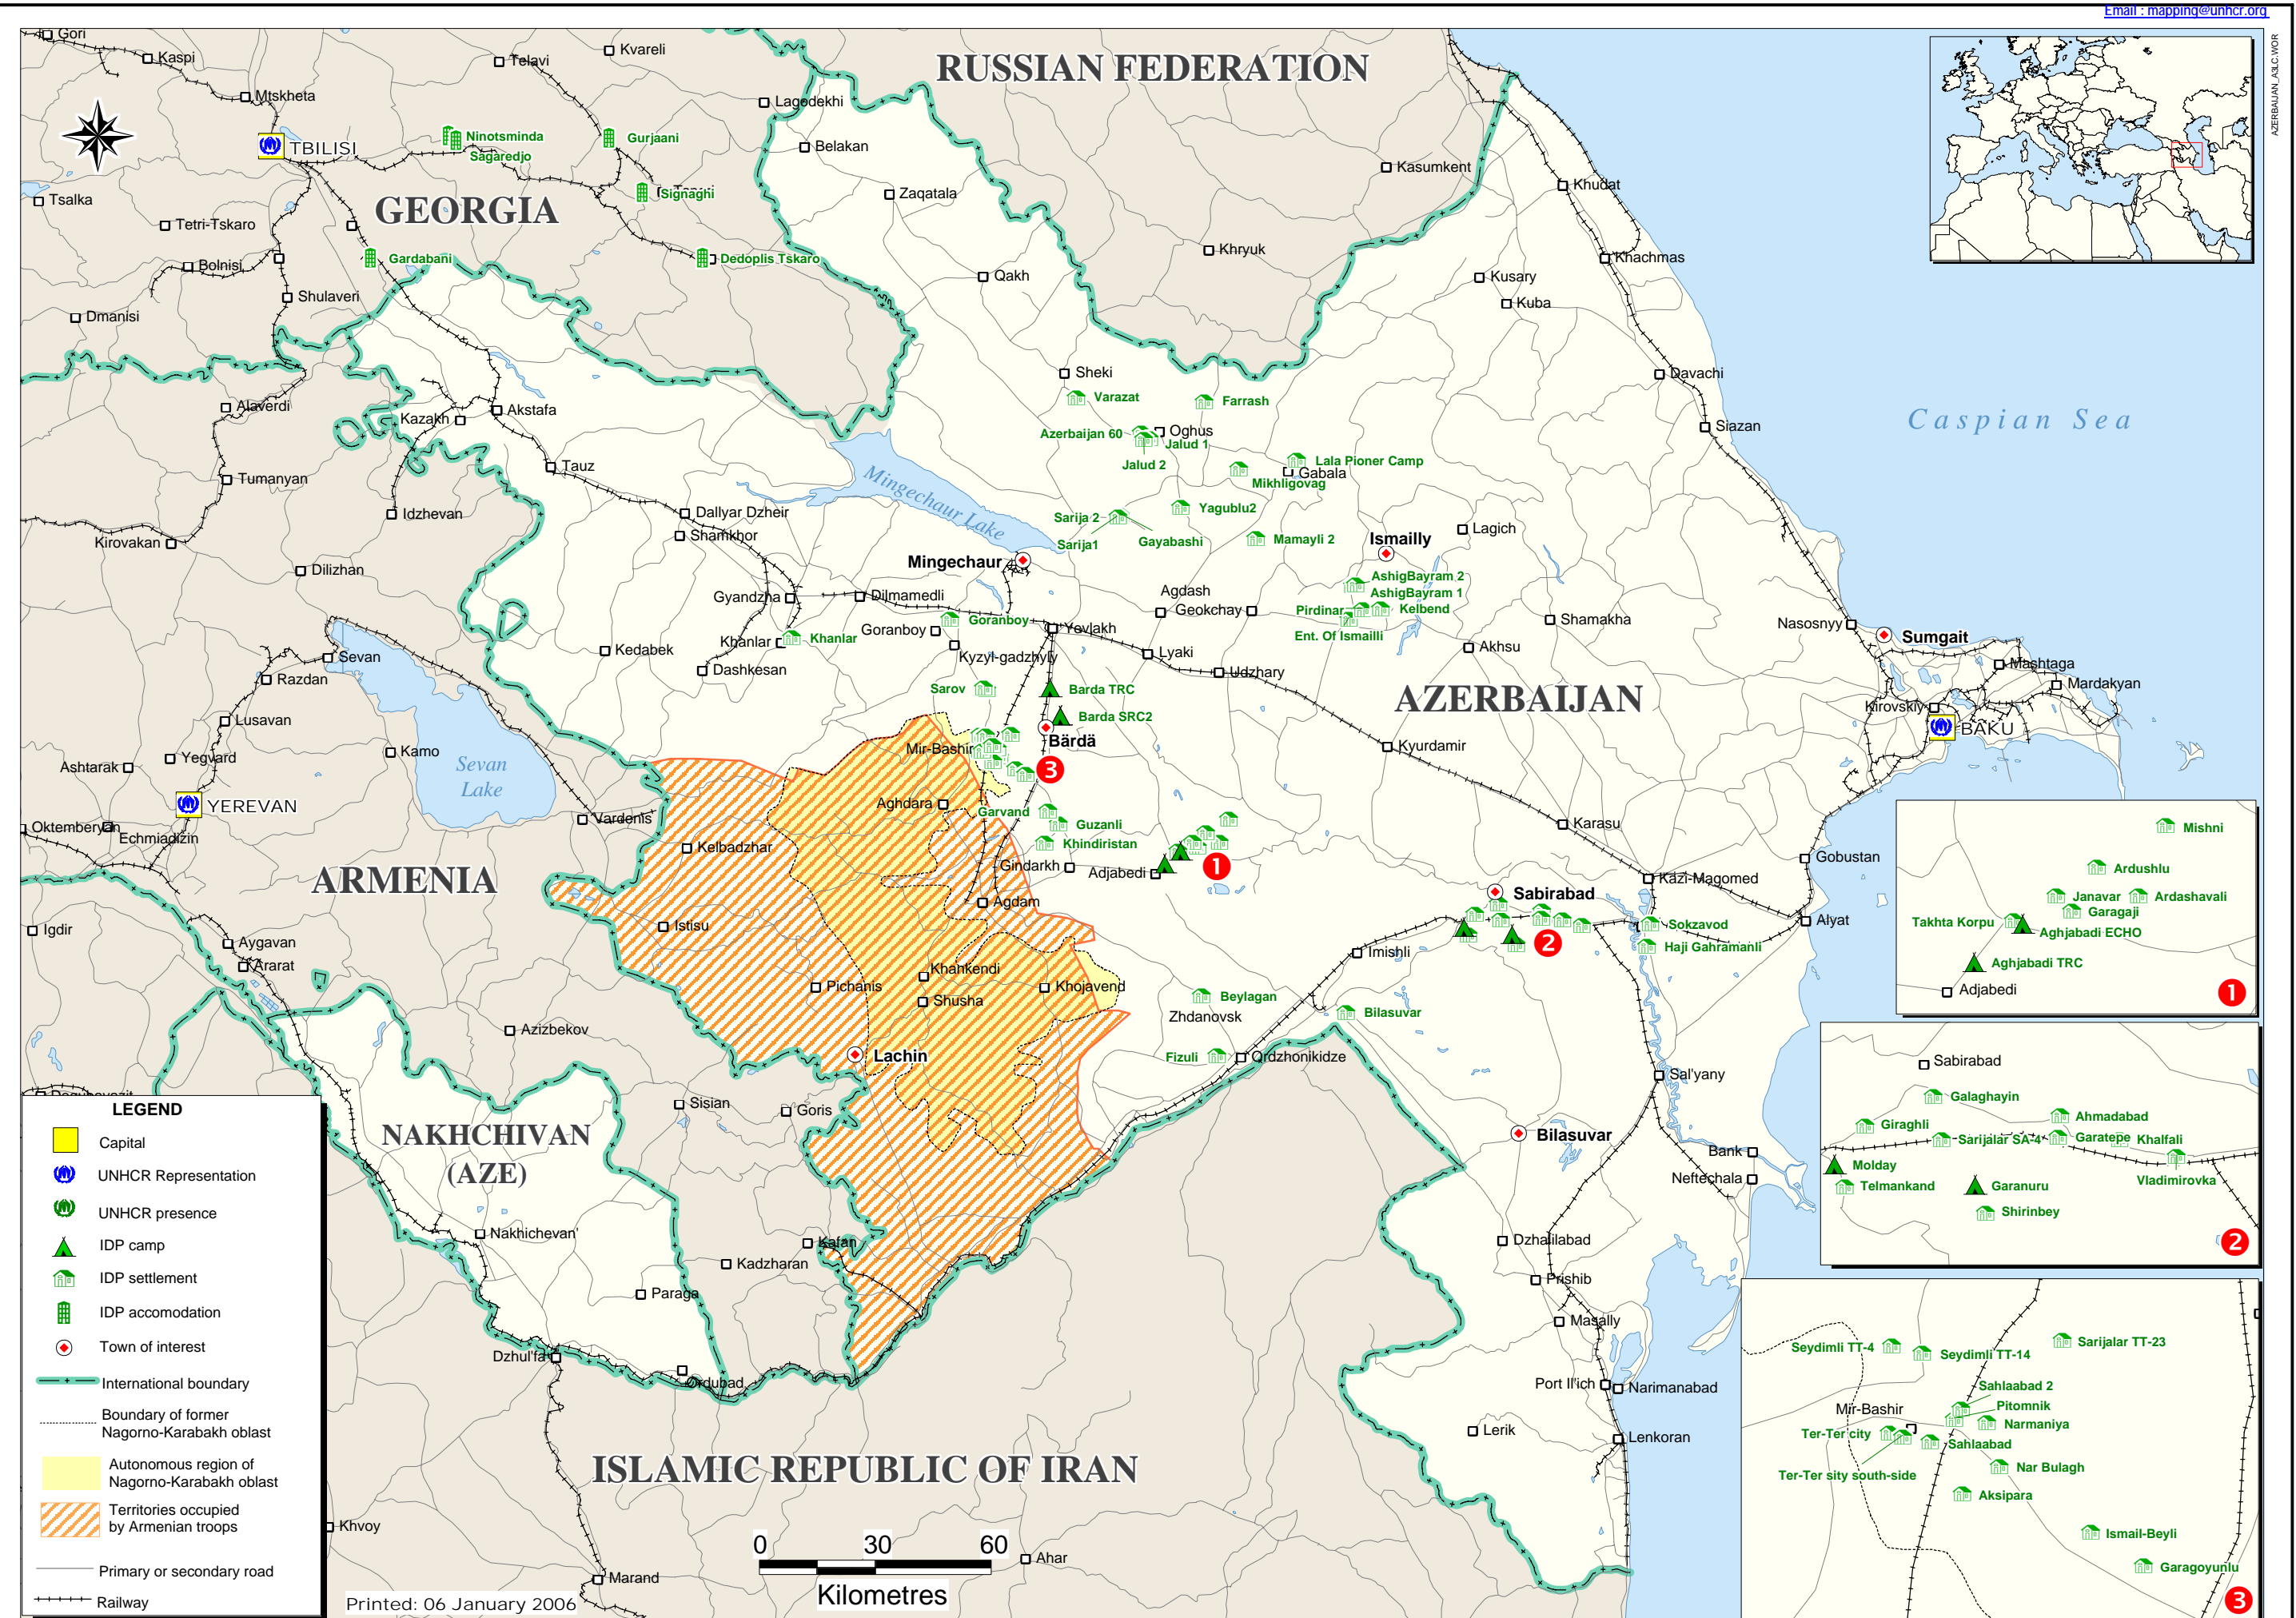 Email : mapping@unhcr.org
AZERBAIJAN_A3LC.WOR
RUSSIAN FEDERATION
GEORGIA
ARMENIA
AZERBAIJAN
NAKHCHIVAN
(AZE)
ISLAMIC REPUBLIC OF IRAN
Caspian Sea
Mingechaur Lake
Sevan
Lake
Gori
Kaspi
Mtskheta
TBILISI
Telavi
Kvareli
Lagodekhi
Ninotsminda
Sagaredjo
Gurjaani
Signaghi
Tsalka
Tetri-Tskaro
Bolnisi
Gardabani
Dedoplis Tskaro
Shulaveri
Dmanisi
Belakan
Zaqatala
Qakh
Kasumkent
Khryuk
Khudat
Khachmas
Kusary
Kuba
Davachi
Siazan
Alaverdi
Kazakh
Akstafa
Tauz
Tumanyan
Idzhevan
Kirovakan
Dilizhan
Sheki
Varazat
Farrash
Azerbaijan 60
Oghus
Jalud 1
Jalud 2
Lala Pioner Camp
Gabala
Mikhligovag
Yagublu2
Sarija 2
Sarija1
Gayabashi
Mamayli 2
Ismailly
Lagich
Dallyar Dzheir
Shamkhor
Mingechaur
Gyandzha
Dilmamedli
Agdash
Geokchay
AshigBayram 2
AshigBayram 1
Pirdinar
Kelbend
Ent. Of Ismailli
Shamakha
Akhsu
Nasosnyy
Sumgait
Mashtaga
Mardakyan
Kirovskiy
BAKU
Khanlar
Khanlar
Goranboy
Goranboy
Yevlakh
Kyzyl-gadzhyly
Lyaki
Udzhary
Kedabek
Dashkesan
Sarov
Barda TRC
Barda SRC2
Bärdä
Mir-Bashir
3
Kyurdamir
Sevan
Razdan
Lusavan
Yegvard
Ashtarak
Kamo
YEREVAN
Oktemberyan
Echmiadizin
Vardenis
Aghdara
Garvand
Guzanli
Khindiristan
Kelbadzhar
Gindarkh
Adjabedi
1
Agdam
Karasu
Gobustan
Kazi-Magomed
Alyat
Sabirabad
2
Sokzavod
Haji Gahramanli
Imishli
Igdir
Aygavan
Ararat
Istisu
Khankendi
Pichanis
Shusha
Khojavend
Azizbekov
Beylagan
Zhdanovsk
Bilasuvar
Fizuli
Ordzhonikidze
Lachin
Sal'yany
Bilasuvar
Bank
Neftechala
Sisian
Goris
Nakhichevan'
Kafan
Kadzharan
Paraga
Dzhul'fa
Ordubad
Dzhalilabad
Prishib
Masally
Port Il'ich
Narimanabad
Lerik
Lenkoran
Khvoy
Marand
Ahar
Mishni
Ardushlu
Janavar
Ardashavali
Garagaji
Takhta Korpu
Aghjabadi ECHO
Aghjabadi TRC
Adjabedi
1
Sabirabad
Galaghayin
Giraghli
Ahmadabad
Sarijalar SA-4
Garatepe
Khalfali
Molday
Telmankand
Vladimirovka
Garanuru
Shirinbey
2
Seydimli TT-4
Seydimli TT-14
Sarijalar TT-23
Sahlaabad 2
Pitomnik
Mir-Bashir
Narmaniya
Ter-Ter city
Sahlaabad
Ter-Ter sity south-side
Nar Bulagh
Aksipara
Ismail-Beyli
Garagoyunlu
3
LEGEND
Capital
UNHCR Representation
UNHCR presence
IDP camp
IDP settlement
IDP accomodation
Town of interest
International boundary
Boundary of former
Nagorno-Karabakh oblast
Autonomous region of
Nagorno-Karabakh oblast
Territories occupied
by Armenian troops
Primary or secondary road
Railway
Printed: 06 January 2006
0 30 60
Kilometres